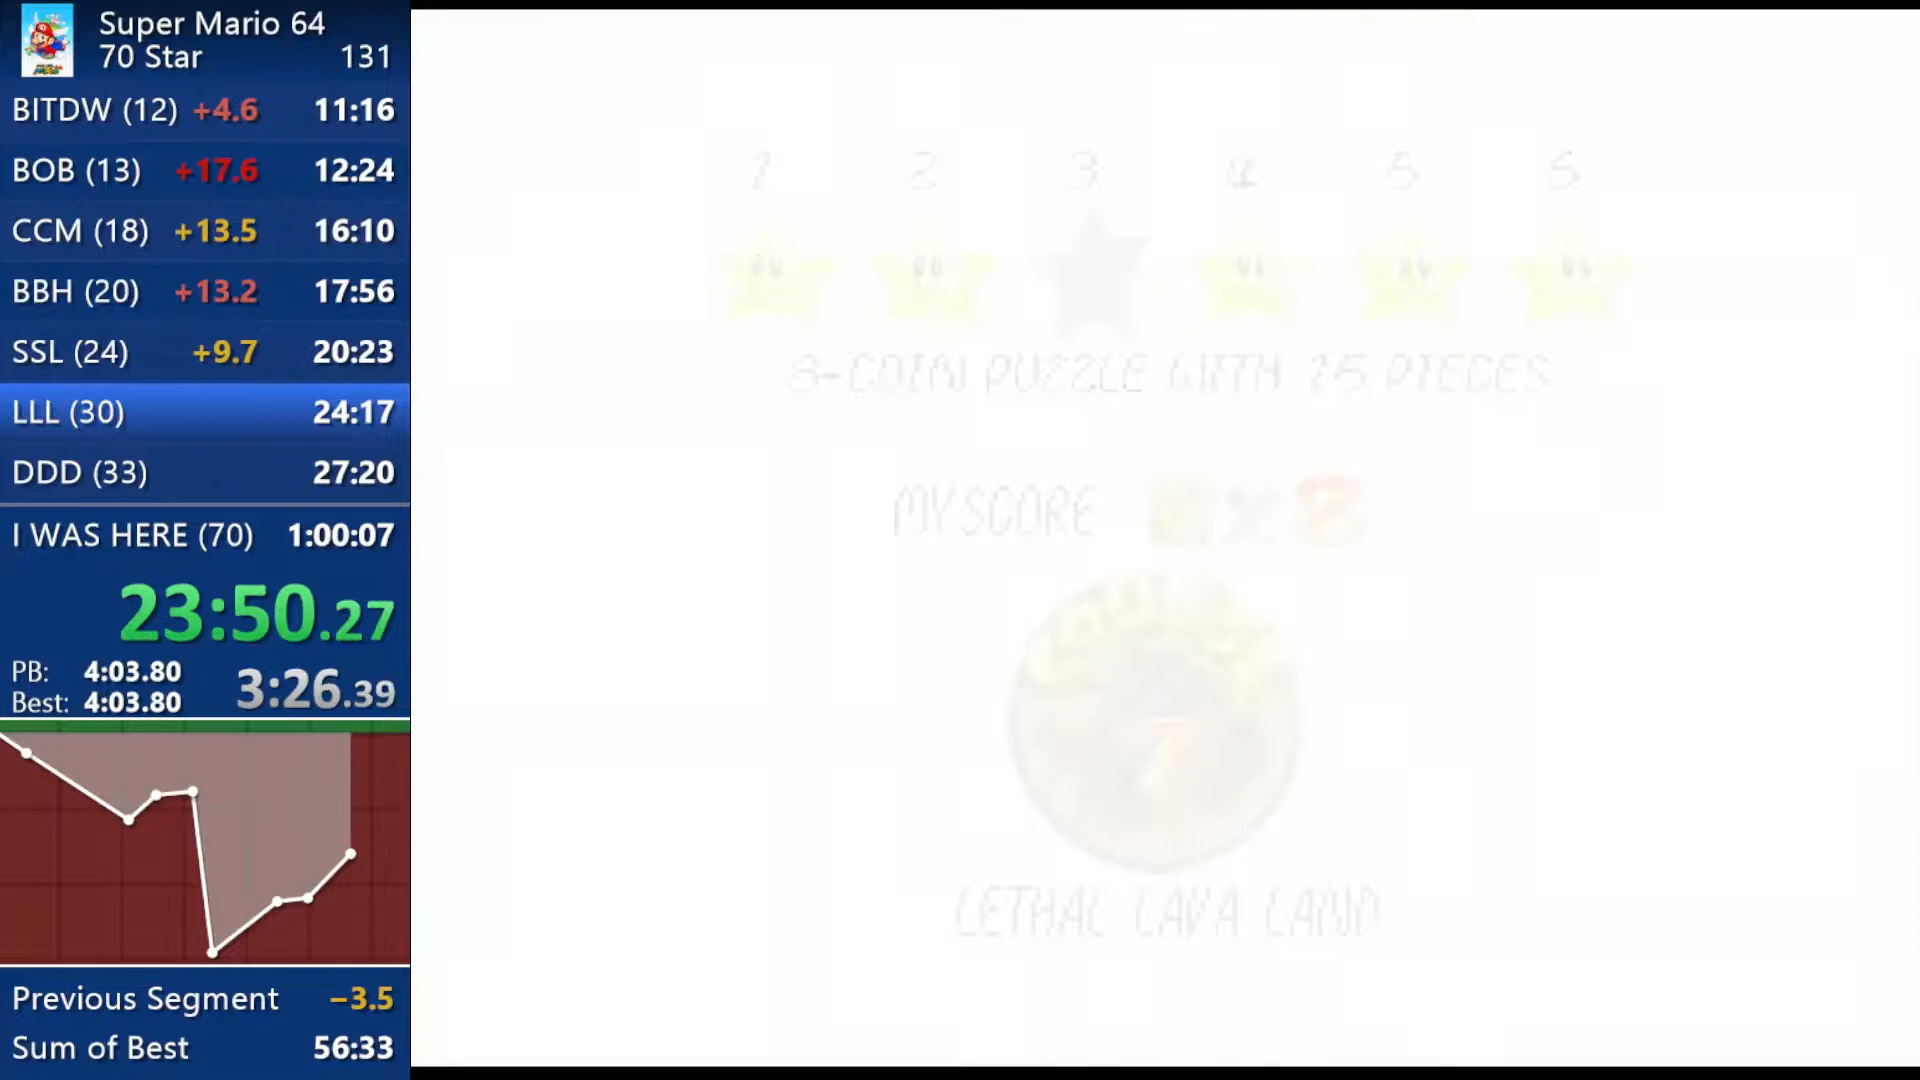 Super Mario 64
70 Star 131
BITDW (12) +4.6 11:16
BOB (13) +17.6 12:24
CCM (18) +13.5 16:10
BBH (20) +13.2 17:56
SSL (24) +9.7 20:23
LLL (30) 24:17
DDD (33) 27:20
I WAS HERE (70) 1:00:07
23:50.27
PB: 4:03.80
Best: 4:03.80 3:26.39
Previous Segment −3.5
Sum of Best 56:33
1 2 3 4 5 6
8-COIN PUZZLE WITH 15 PIECES
MY SCORE
COURSE
7
LETHAL LAVA LAND